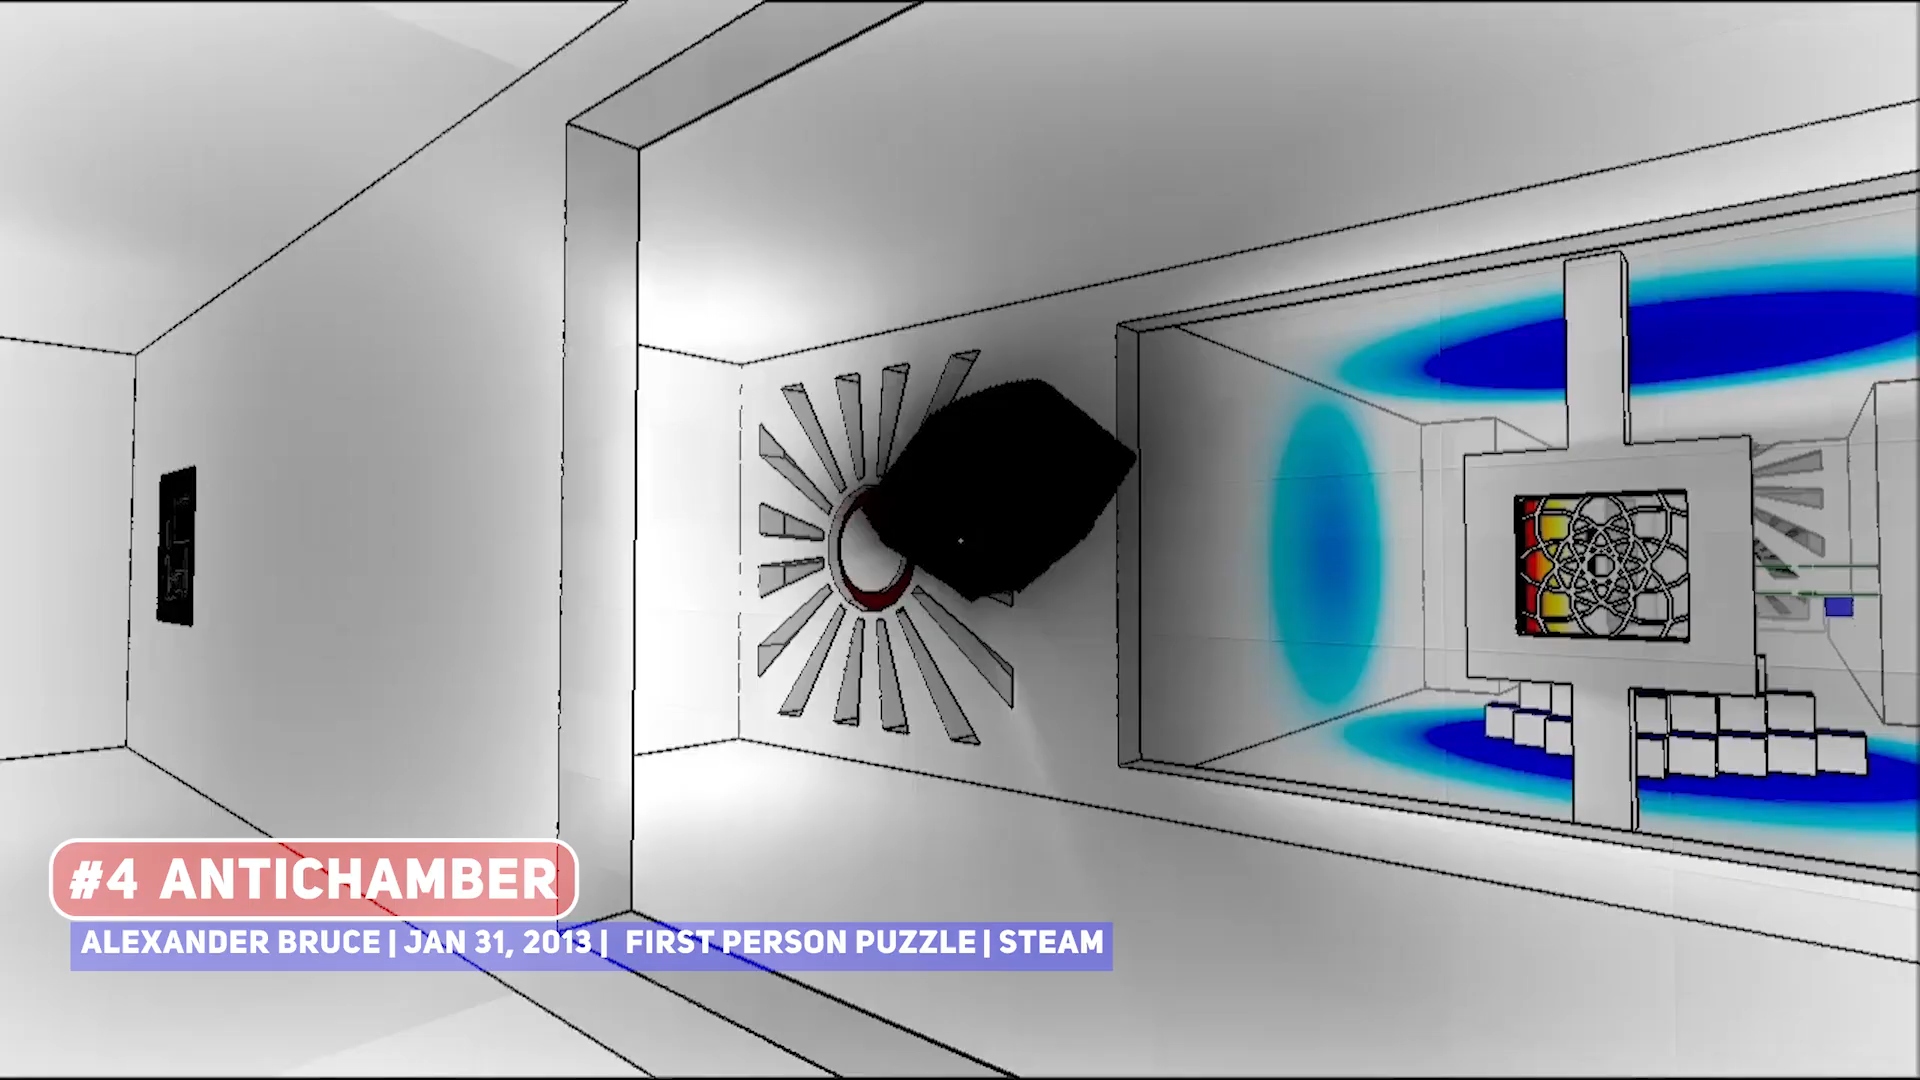 #4 ANTICHAMBER
ALEXANDER BRUCE | JAN 31, 2013 | FIRST PERSON PUZZLE | STEAM